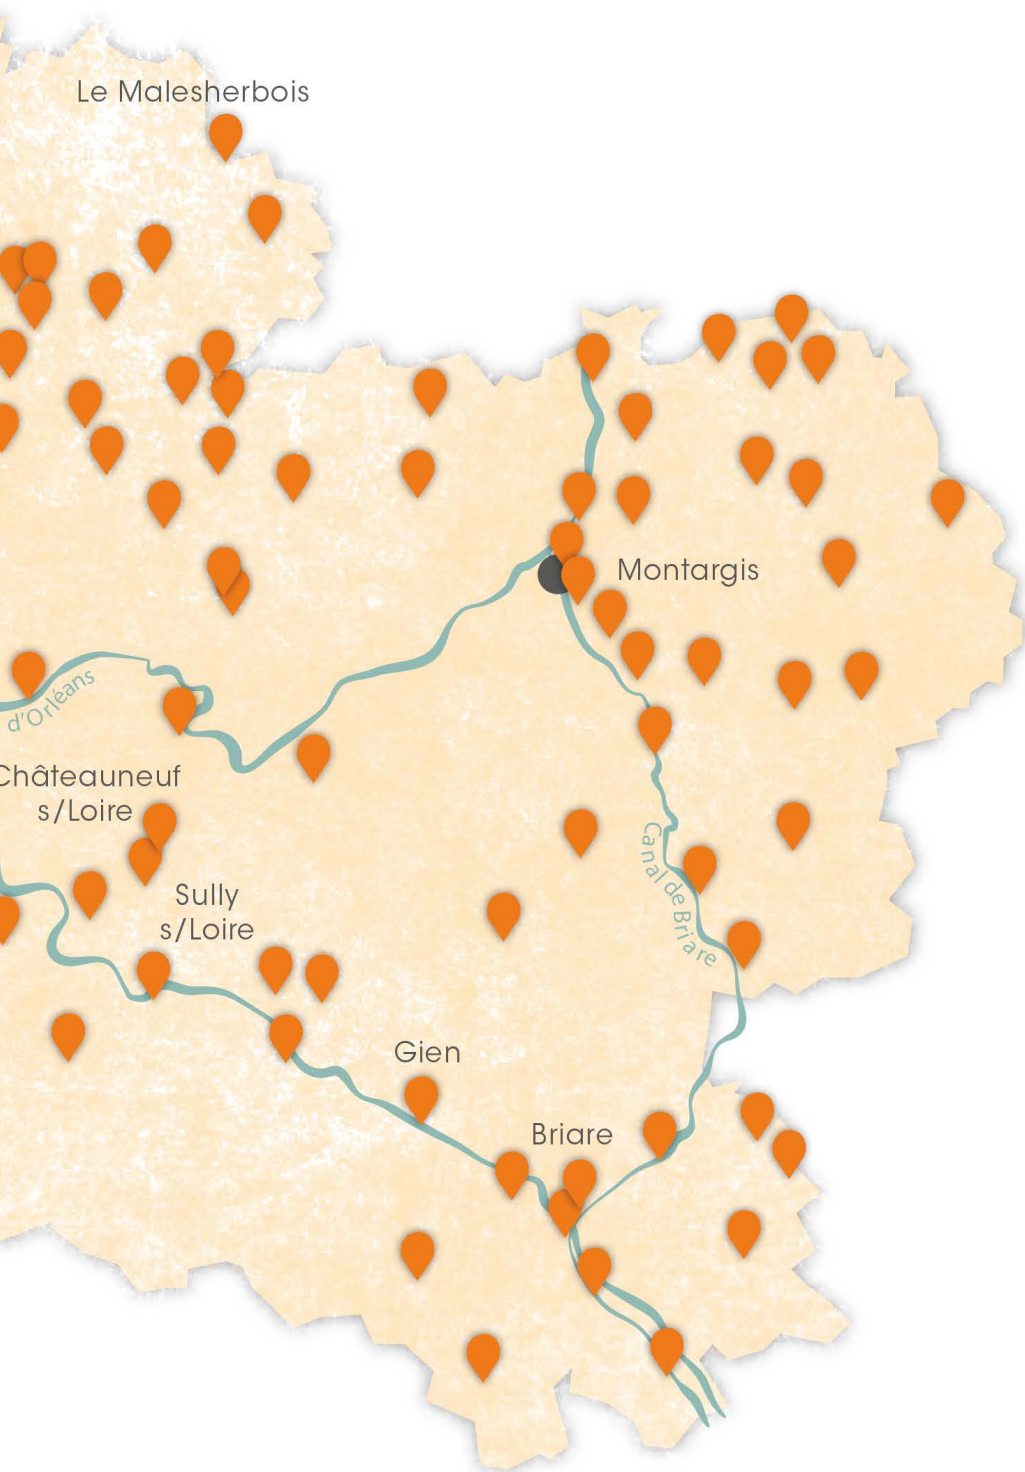 Le Malesherbois
Montargis
d'Orléans
Châteauneuf
s/Loire
Canal de Briare
Sully
s/Loire
Gien
Briare